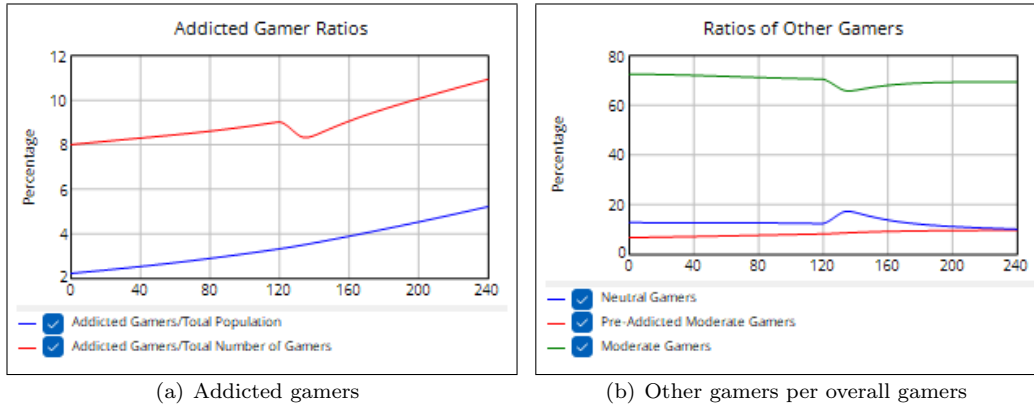 Addicted Gamer Ratios
12
10
8
6
4
2
Percentage
0 40 80 120 160 200 240
Addicted Gamers/Total Population
Addicted Gamers/Total Number of Gamers
(a) Addicted gamers
Ratios of Other Gamers
80
60
40
20
0
Percentage
0 40 80 120 160 200 240
Neutral Gamers
Pre-Addicted Moderate Gamers
Moderate Gamers
(b) Other gamers per overall gamers